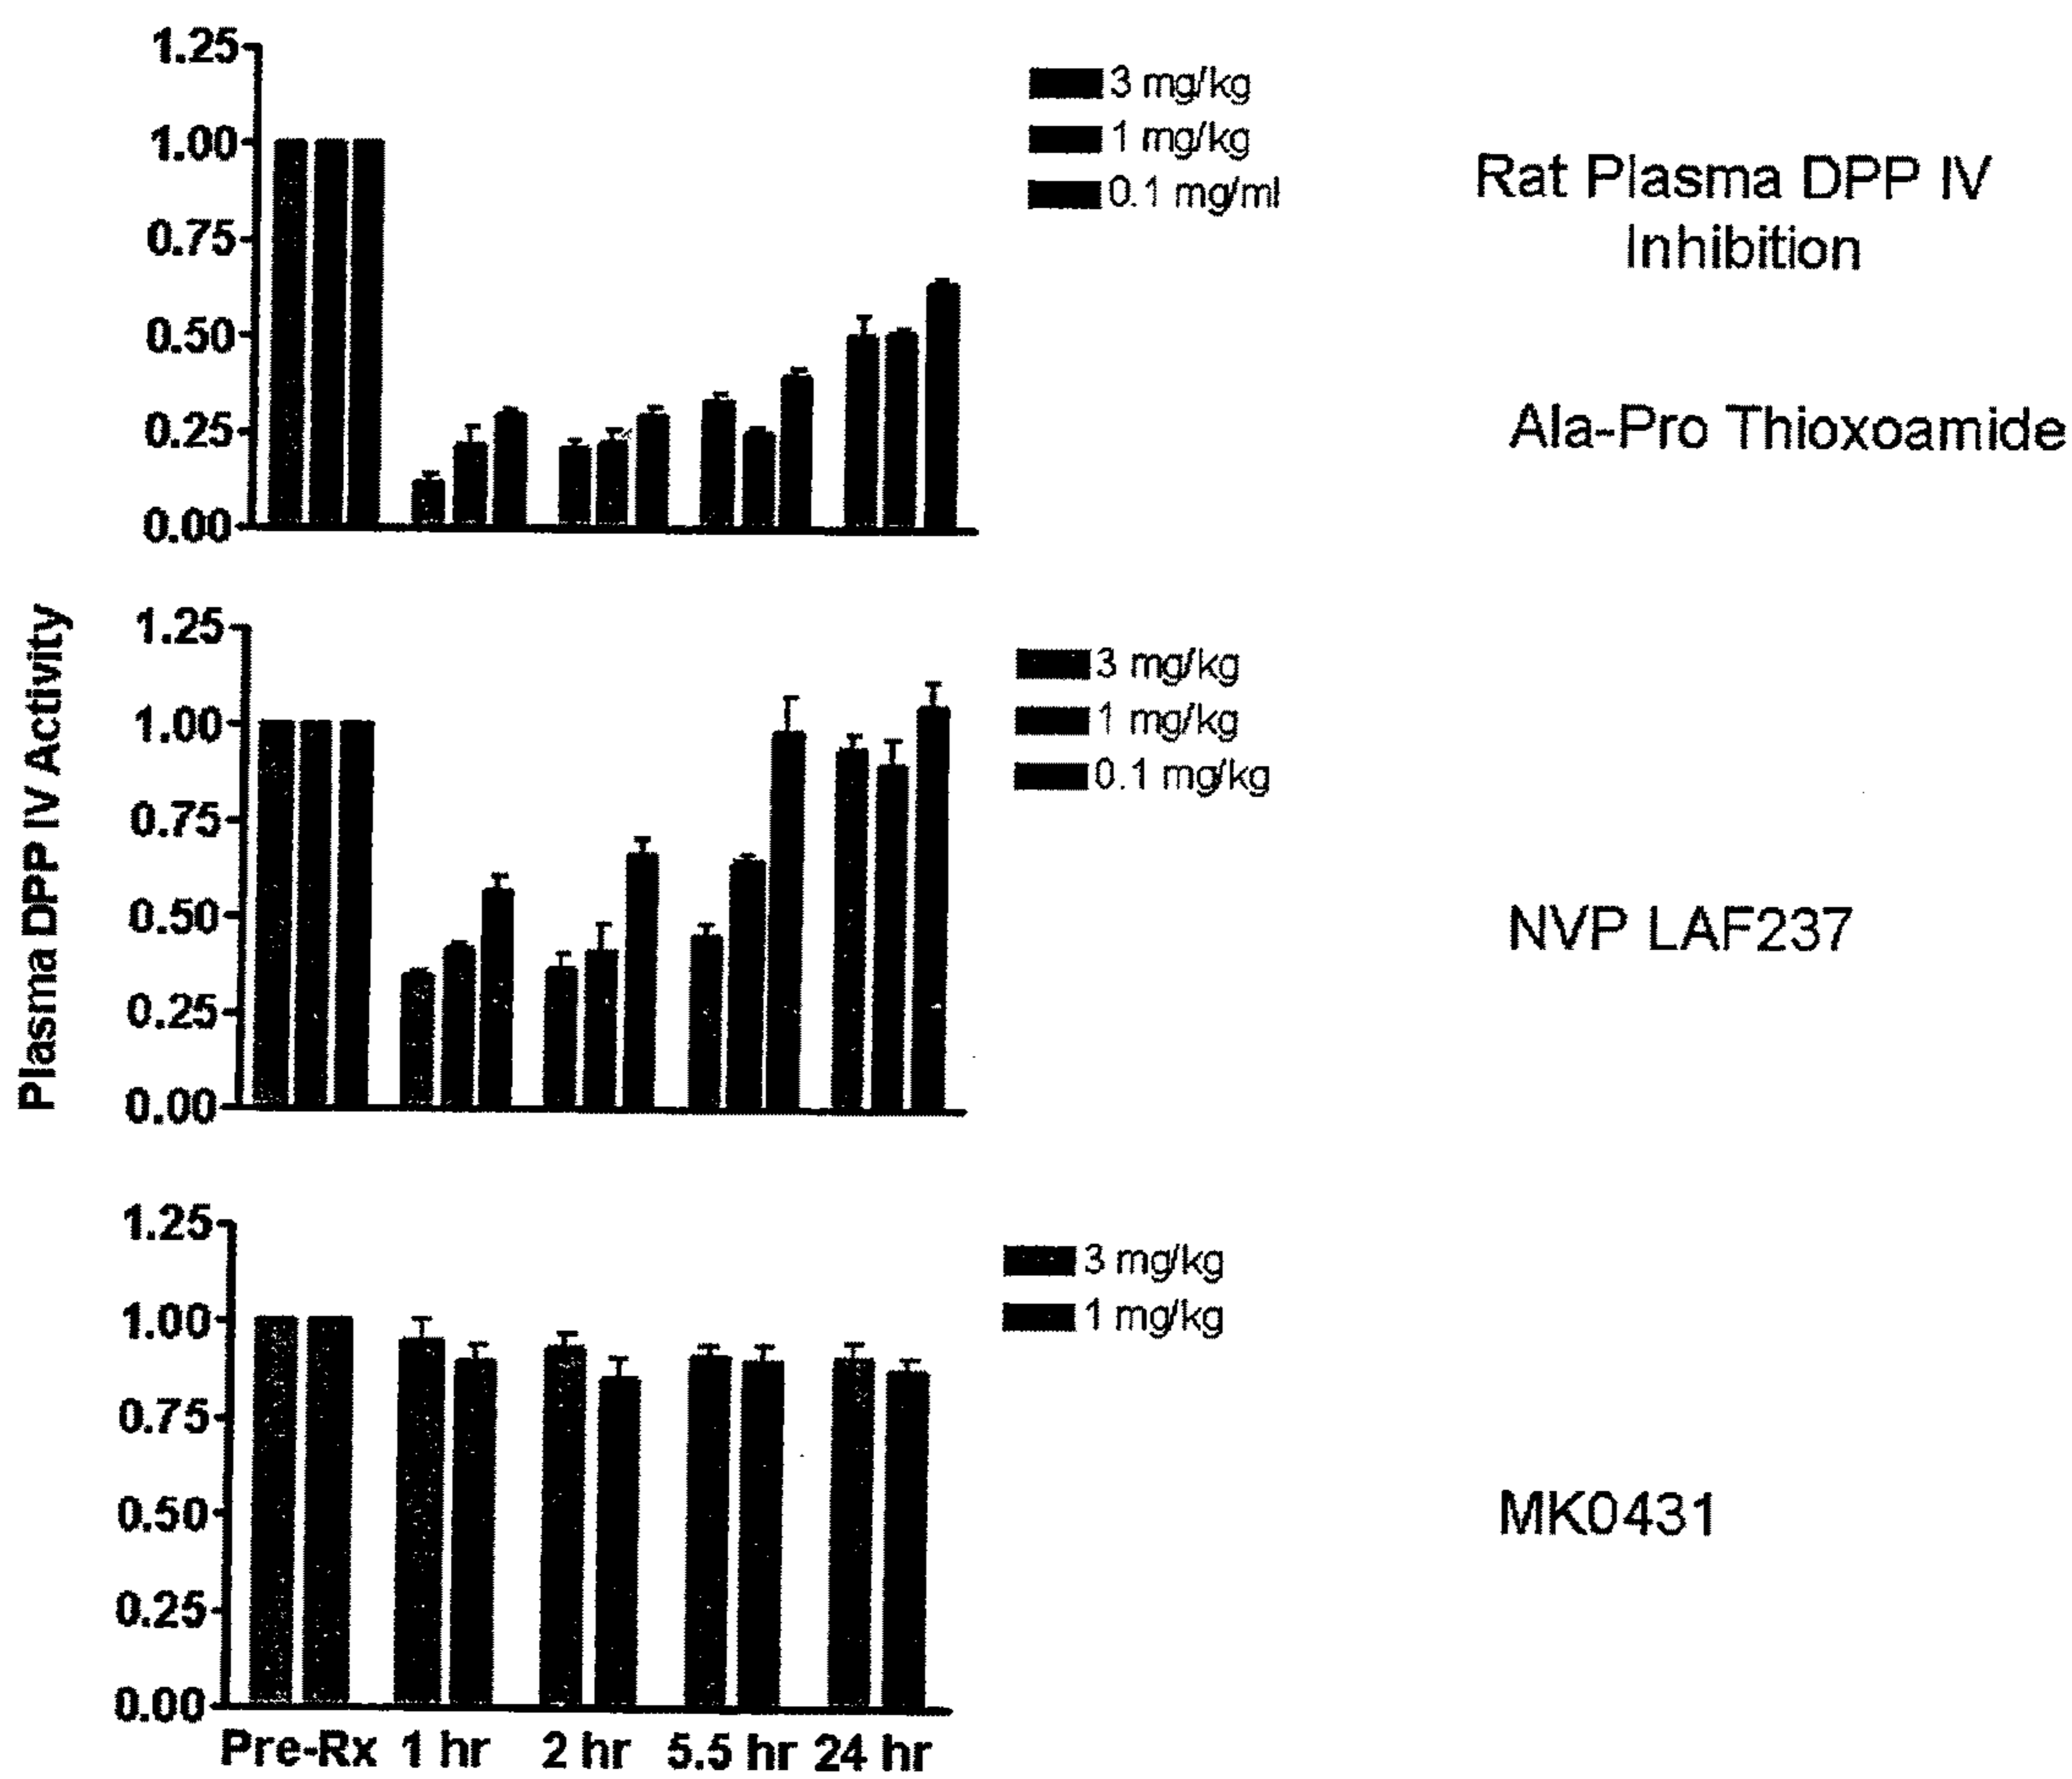 1.25
1.00
0.75
0.50
0.25
0.00
3 mg/kg
1 mg/kg
0.1 mg/ml
Rat Plasma DPP IV
Inhibition
Ala-Pro Thioxoamide
Plasma DPP IV Activity
1.25
1.00
0.75
0.50
0.25
0.00
3 mg/kg
1 mg/kg
0.1 mg/kg
NVP LAF237
1.25
1.00
0.75
0.50
0.25
0.00
3 mg/kg
1 mg/kg
MK0431
Pre-Rx 1 hr 2 hr 5.5 hr 24 hr